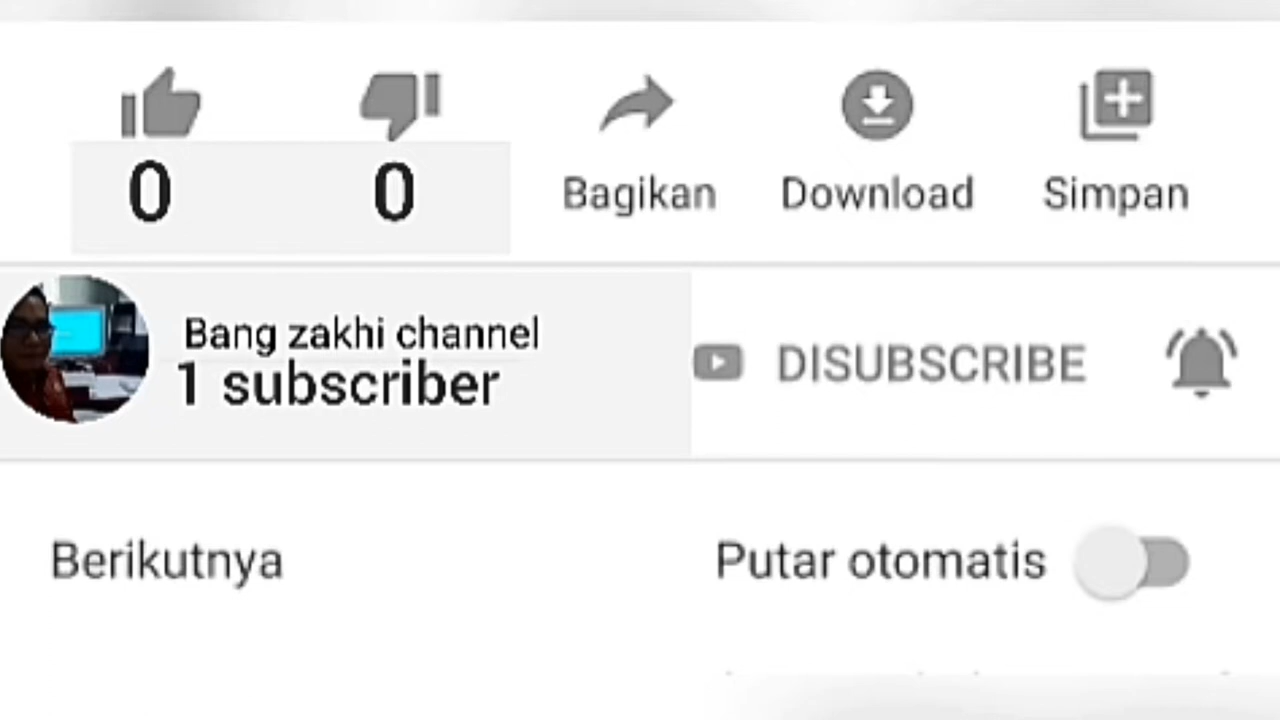 0 0 Bagikan Download Simpan
Bang zakhi channel
1 subscriber
DISUBSCRIBE
Berikutnya Putar otomatis